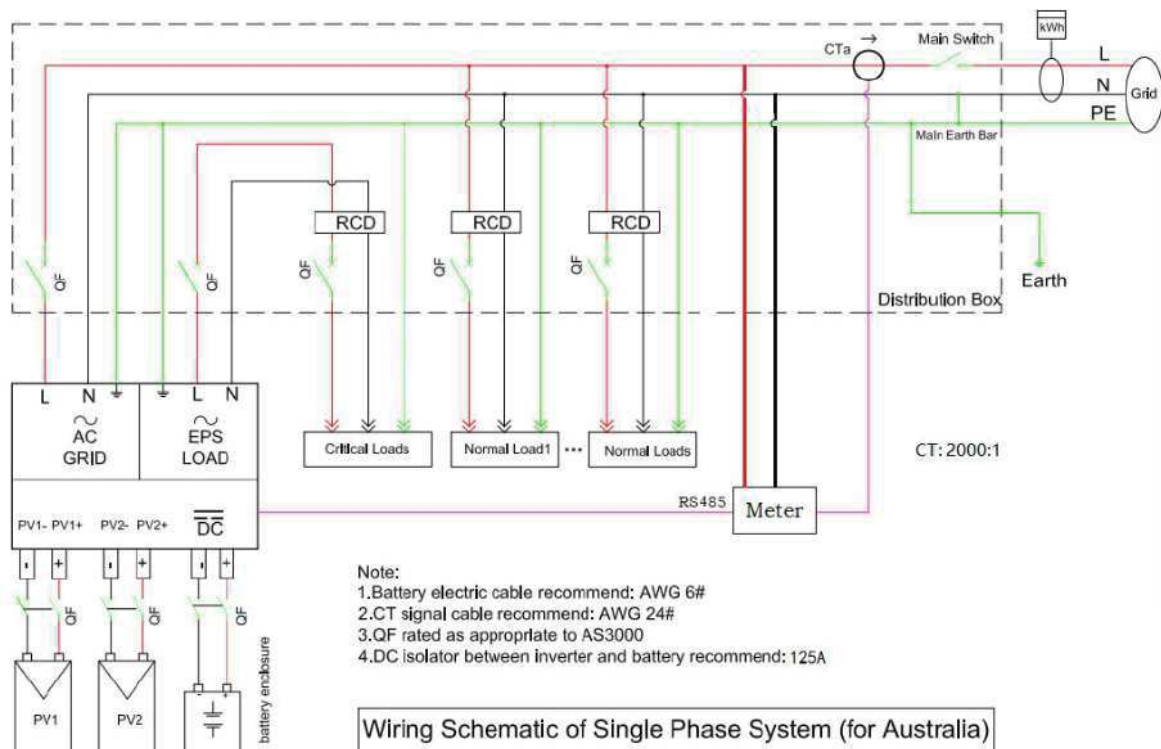 kWh
CTa
Main Switch
L
N
PE
Grid
Main Earth Bar
RCD
RCD
RCD
QF
QF
QF
QF
QF
Earth
Distribution Box
L
N
L
N
AC
GRID
EPS
LOAD
Critical Loads
Normal Load1
•••
Normal Loads
CT: 2000:1
PV1-
PV1+
PV2-
PV2+
DC
RS485
Meter
-
+
-
+
-
+
QF
QF
QF
Note:
1.Battery electric cable recommend: AWG 6#
2.CT signal cable recommend: AWG 24#
3.QF rated as appropriate to AS3000
4.DC isolator between inverter and battery recommend: 125A
PV1
PV2
-
+
battery enclosure
Wiring Schematic of Single Phase System (for Australia)